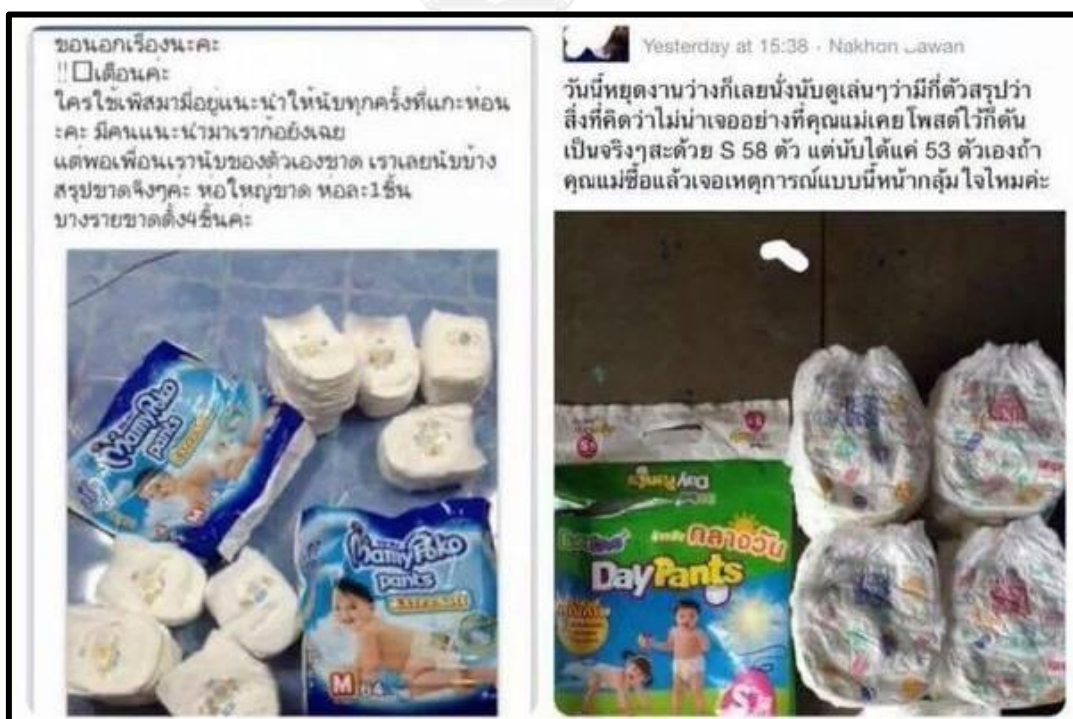 ขอนอกเรื่องนะคะ
!!□เตือนค่ะ
ใครใช้เพิสมามี่อยู่แนะนำให้นับทุกครั้งที่แกะห่อน
ะคะ มีคนแนะนำมาเราก้อยังเฉย
แต่พอเพื่อนเรานับของตัวเองขาด เราเลยนับบ้าง
สรุปขาดจิงๆค่ะ ห่อใหญ่ขาด ห่อละ1ชิ้น
บางรายขาดตั้ง4ชิ้นค่ะ
MamyPoko
pants
M
MamyPoko
pants
M 64
Yesterday at 15:38 · Nakhon Sawan
วันนี้หยุดงานว่างก็เลยนั่งนับดูเล่นๆว่ามีกี่ตัวสรุปว่า
สิ่งที่คิดว่าไม่น่าเจออย่างที่คุณแม่เคยโพสต์ไว้ก็ดัน
เป็นจริงๆสะด้วย S 58 ตัว แต่นับได้แค่ 53 ตัวเองถ้า
คุณแม่ซื้อแล้วเจอเหตุการณ์แบบนี้หน้ากลุ้มใจไหมค่ะ
Day Pants
กลางวัน
Day Pants
S